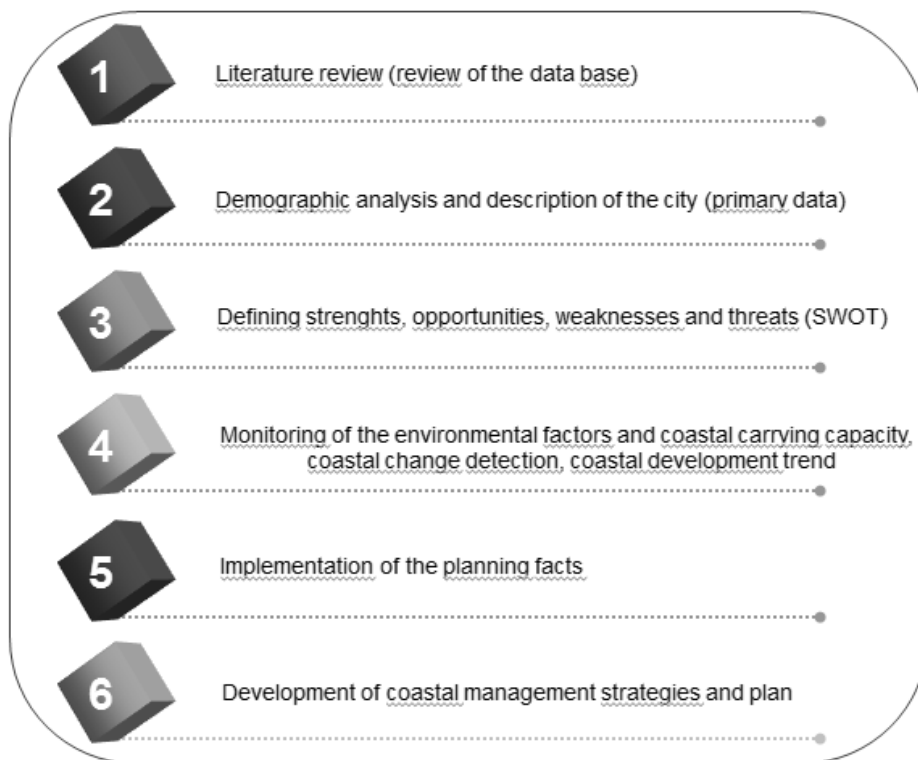 1
Literature review (review of the data base)
2
Demographic analysis and description of the city (primary data)
3
Defining strenghts, opportunities, weaknesses and threats (SWOT)
4
Monitoring of the environmental factors and coastal carrying capacity,
coastal change detection, coastal development trend
5
Implementation of the planning facts
6
Development of coastal management strategies and plan